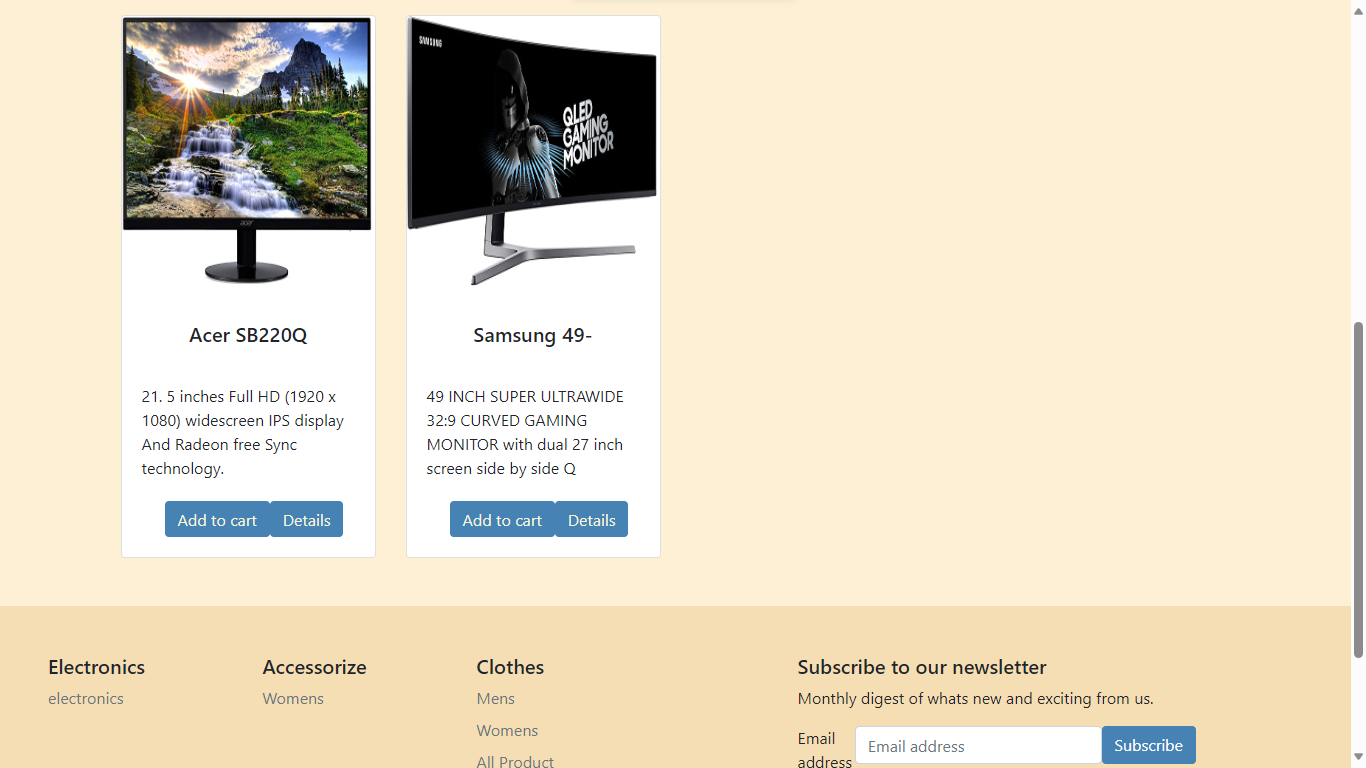 SAMSUNG
QLED
GAMING
MONITOR
acer
Acer SB220Q
21. 5 inches Full HD (1920 x
1080) widescreen IPS display
And Radeon free Sync
technology.
Add to cart
Details
Samsung 49-
49 INCH SUPER ULTRAWIDE
32:9 CURVED GAMING
MONITOR with dual 27 inch
screen side by side Q
Add to cart
Details
Electronics
electronics
Accessorize
Womens
Clothes
Mens
Womens
All Product
Subscribe to our newsletter
Monthly digest of whats new and exciting from us.
Email
address
Email address
Subscribe